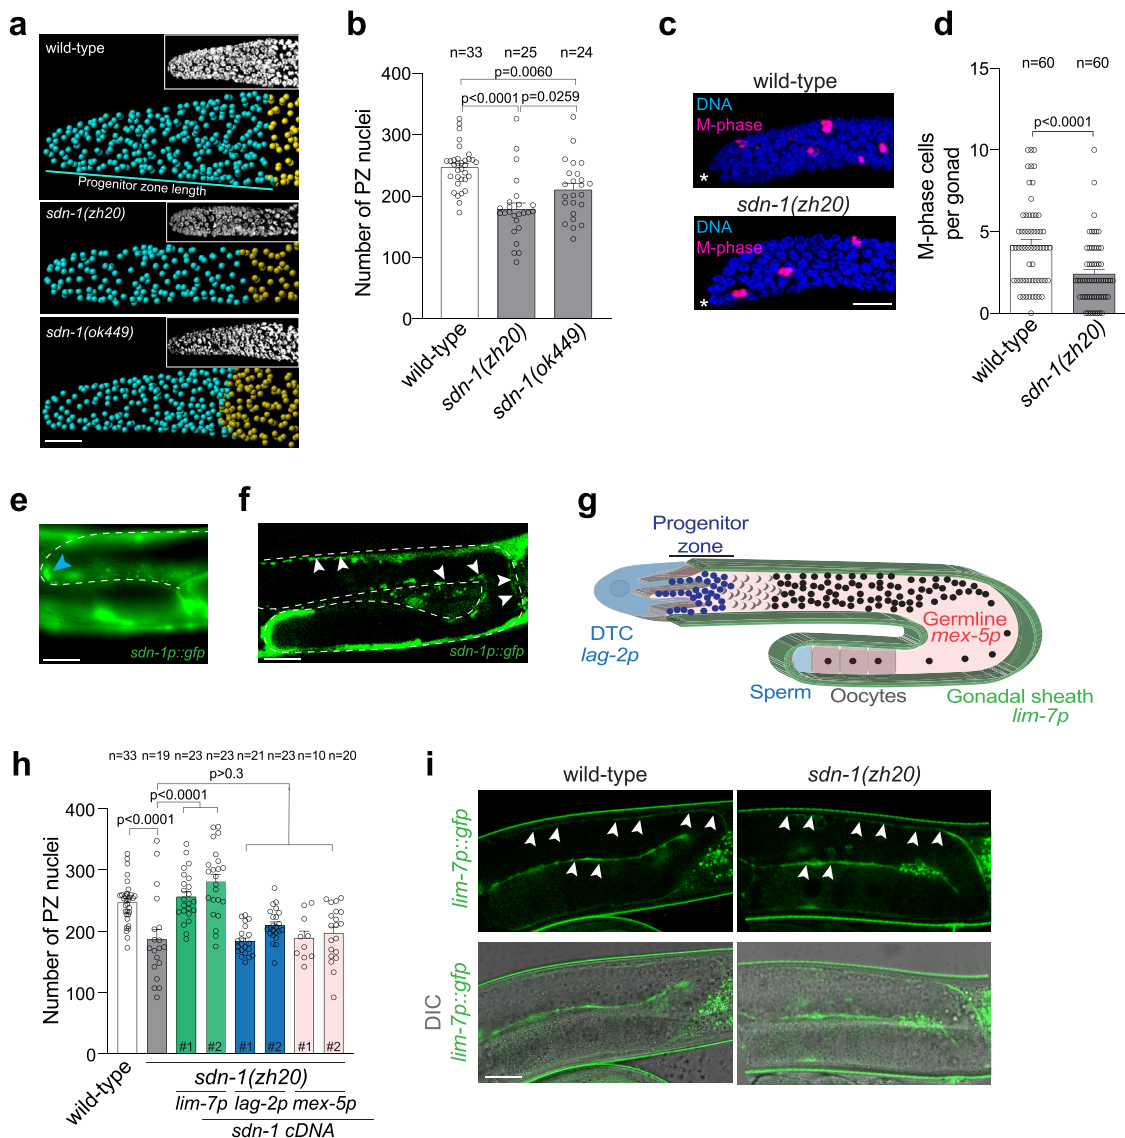 a
wild-type
Progenitor zone length
sdn-1(zh20)
sdn-1(ok449)
b
n=33 n=25 n=24
p=0.0060
p<0.0001 p=0.0259
Number of PZ nuclei
400
300
200
100
0
wild-type
sdn-1(zh20)
sdn-1(ok449)
c
wild-type
DNA
M-phase
*
sdn-1(zh20)
DNA
M-phase
*
d
n=60 n=60
p<0.0001
M-phase cells
per gonad
15
10
5
0
wild-type
sdn-1(zh20)
e
sdn-1p::gfp
f
sdn-1p::gfp
g
Progenitor
zone
DTC
lag-2p
Germline
mex-5p
Sperm
Oocytes
Gonadal sheath
lim-7p
h
n=33 n=19 n=23 n=23 n=21 n=23 n=10 n=20
p>0.3
p<0.0001
p<0.0001
Number of PZ nuclei
400
300
200
100
0
#1 #2 #1 #2 #1 #2
wild-type
sdn-1(zh20)
lim-7p lag-2p mex-5p
sdn-1 cDNA
i
wild-type
sdn-1(zh20)
lim-7p::gfp
DIC
lim-7p::gfp